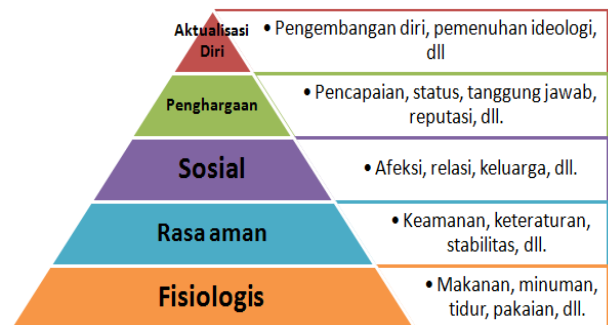 Aktualisasi
Diri
• Pengembangan diri, pemenuhan ideologi,
dll
Penghargaan
• Pencapaian, status, tanggung jawab,
reputasi, dll.
Sosial
• Afeksi, relasi, keluarga, dll.
Rasa aman
• Keamanan, keteraturan,
stabilitas, dll.
Fisiologis
• Makanan, minuman,
tidur, pakaian, dll.